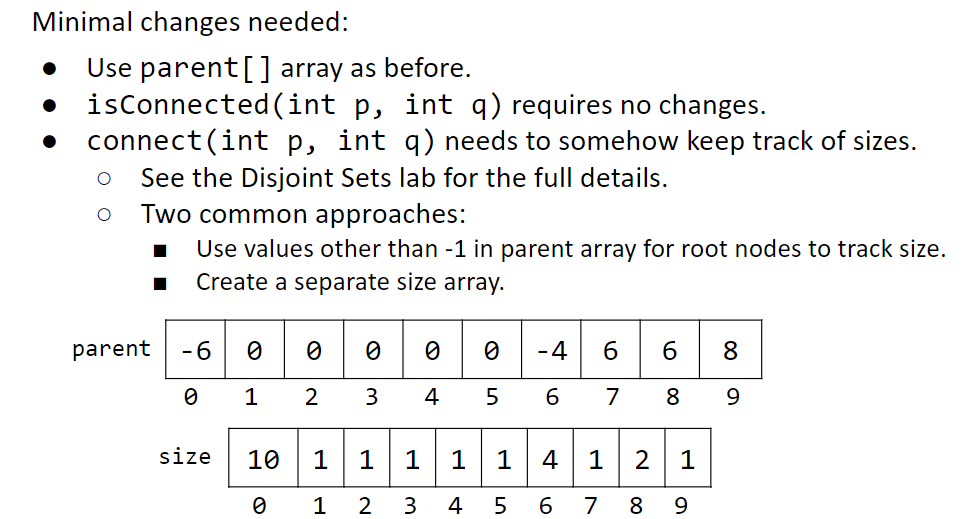 Minimal changes needed:
● Use parent[] array as before.
● isConnected(int p, int q) requires no changes.
● connect(int p, int q) needs to somehow keep track of sizes.
○ See the Disjoint Sets lab for the full details.
○ Two common approaches:
■ Use values other than -1 in parent array for root nodes to track size.
■ Create a separate size array.
parent -6 0 0 0 0 0 -4 6 6 8
0 1 2 3 4 5 6 7 8 9
size 10 1 1 1 1 1 4 1 2 1
0 1 2 3 4 5 6 7 8 9